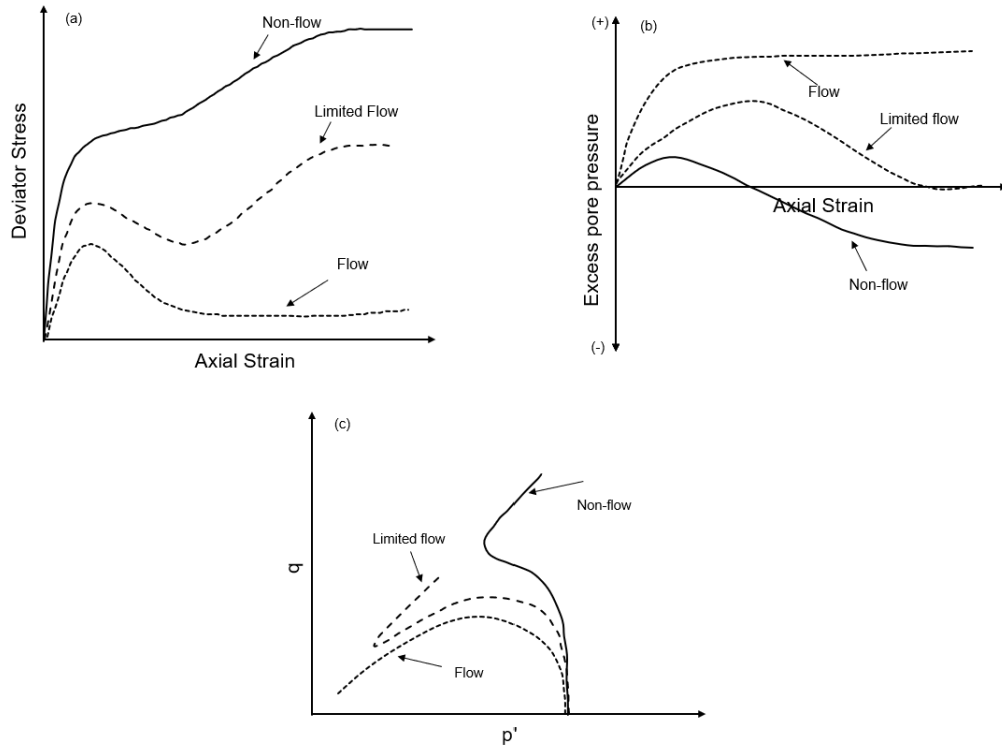 (a)
Non-flow
Limited Flow
Flow
Deviator Stress
Axial Strain
(+)
(b)
Flow
Limited flow
Axial Strain
Non-flow
Excess pore pressure
(-)
(c)
Non-flow
Limited flow
Flow
q
p'